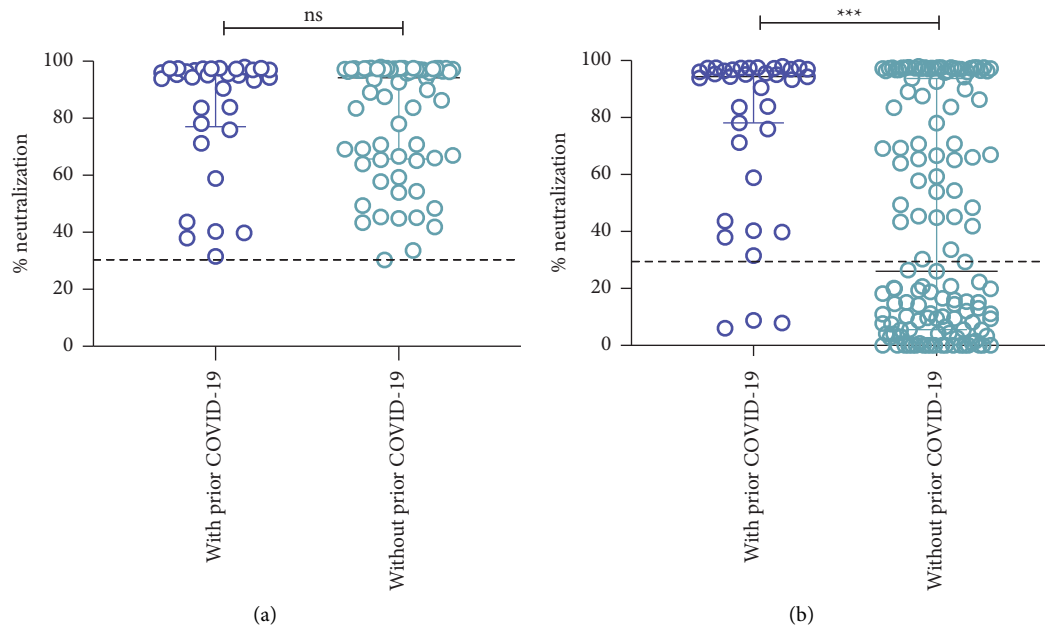 ns
100
80
60
40
20
0
% neutralization
With prior COVID-19
Without prior COVID-19
(a)
***
100
80
60
40
20
0
% neutralization
With prior COVID-19
Without prior COVID-19
(b)